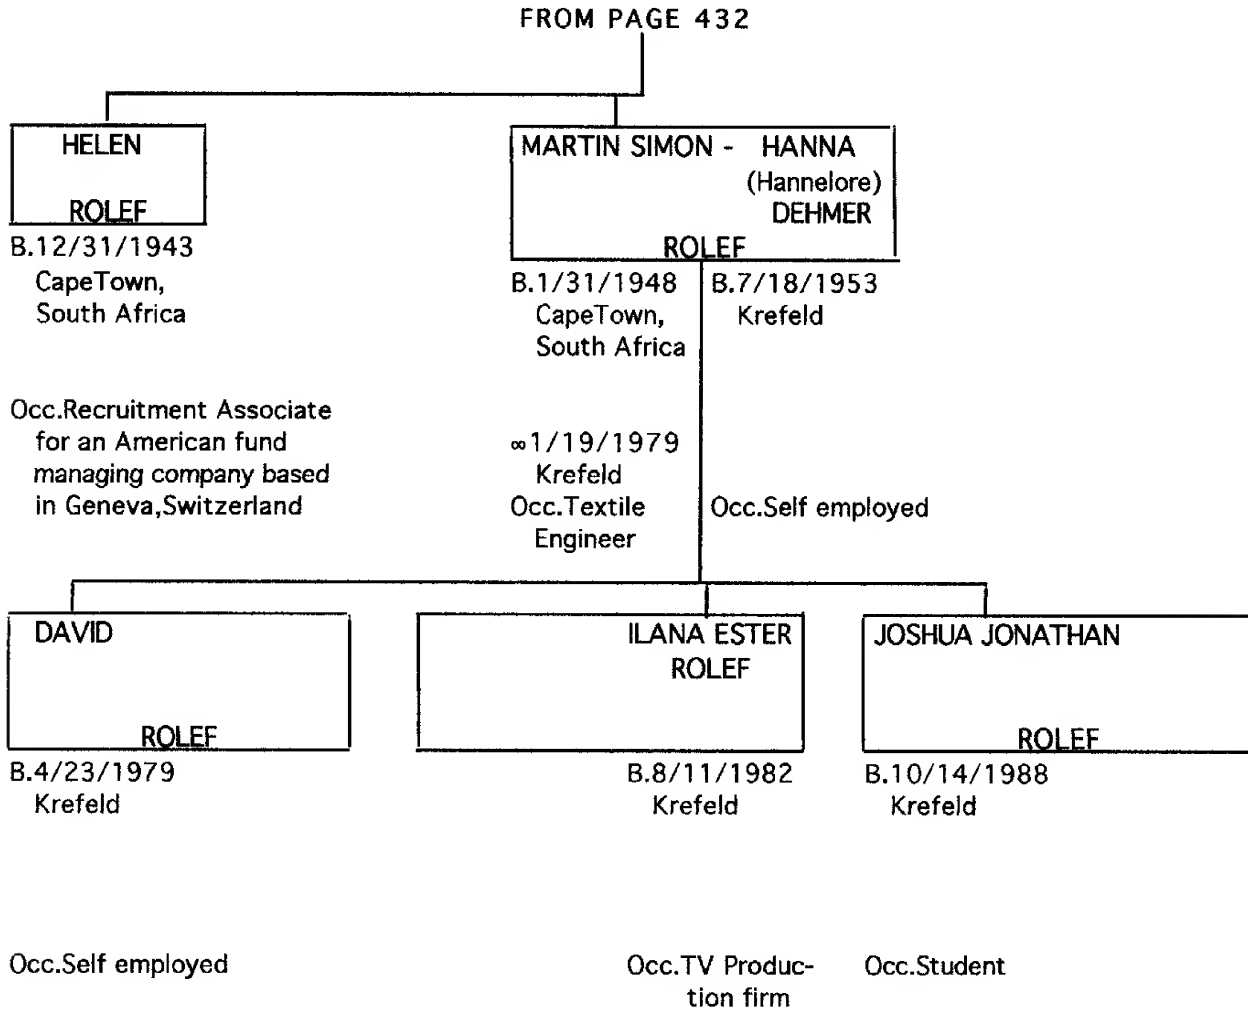 FROM PAGE 432
HELEN
ROLEF
B.12/31/1943
CapeTown,
South Africa
Occ.Recruitment Associate
for an American fund
managing company based
in Geneva,Switzerland
MARTIN SIMON - HANNA
(Hannelore)
DEHMER
ROLEF
B.1/31/1948
CapeTown,
South Africa
∞1/19/1979
Krefeld
Occ.Textile
Engineer
B.7/18/1953
Krefeld
Occ.Self employed
DAVID
ROLEF
B.4/23/1979
Krefeld
Occ.Self employed
ILANA ESTER
ROLEF
B.8/11/1982
Krefeld
Occ.TV Produc-
tion firm
JOSHUA JONATHAN
ROLEF
B.10/14/1988
Krefeld
Occ.Student